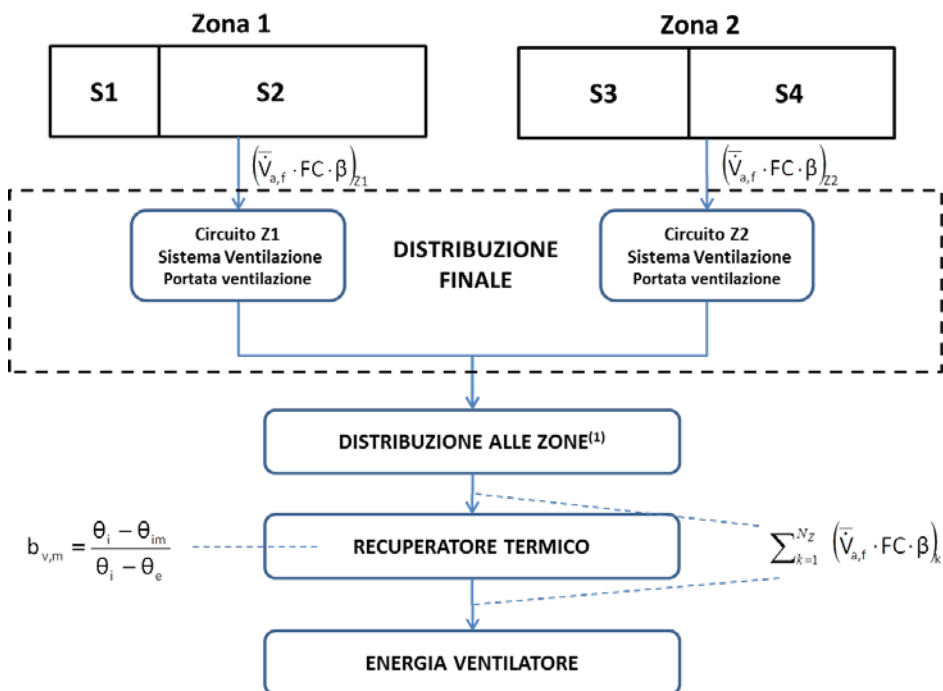 Zona 1
Zona 2
S1
S2
S3
S4
(V̄̇a,f · FC · β)Z1
(V̄̇a,f · FC · β)Z2
Circuito Z1
Sistema Ventilazione
Portata ventilazione
DISTRIBUZIONE
FINALE
Circuito Z2
Sistema Ventilazione
Portata ventilazione
DISTRIBUZIONE ALLE ZONE(1)
bv,m = (θi − θim) / (θi − θe)
RECUPERATORE TERMICO
∑k=1^NZ (V̄̇a,f · FC · β)k
ENERGIA VENTILATORE